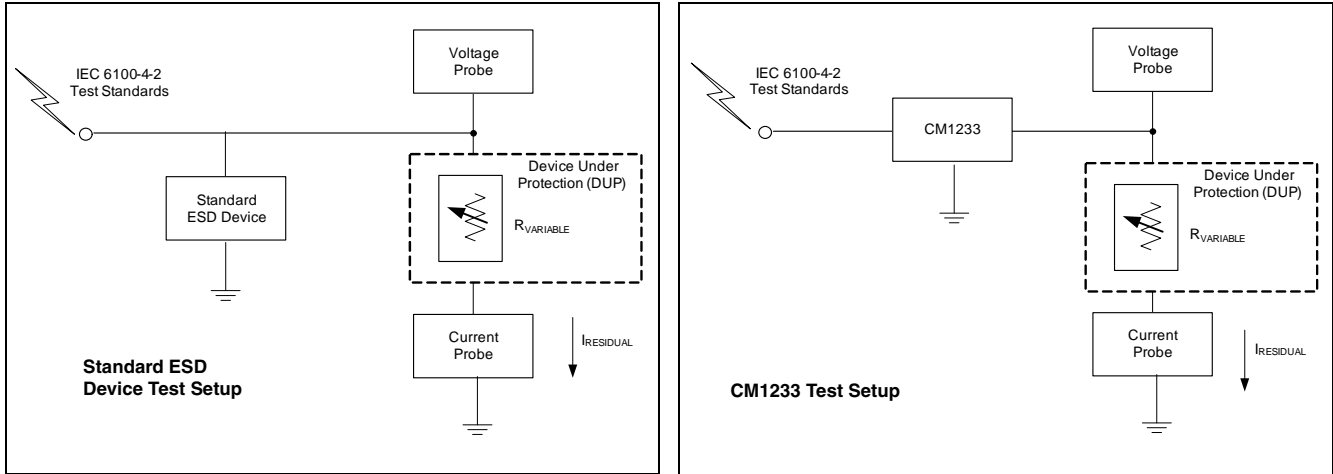 Voltage
Probe
IEC 6100-4-2
Test Standards
Standard
ESD Device
Device Under
Protection (DUP)
RVARIABLE
Current
Probe
IRESIDUAL
Standard ESD
Device Test Setup
Voltage
Probe
IEC 6100-4-2
Test Standards
CM1233
Device Under
Protection (DUP)
RVARIABLE
Current
Probe
IRESIDUAL
CM1233 Test Setup